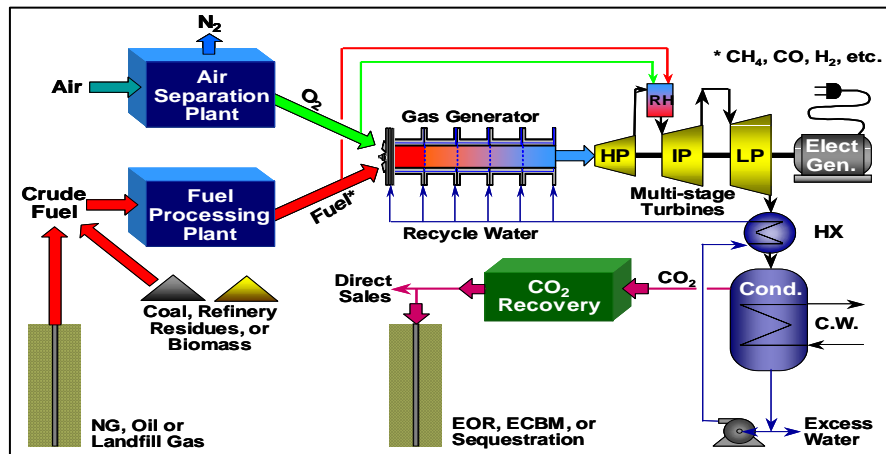 N2
* CH4, CO, H2, etc.
Air
Air
Separation
Plant
O2
Gas Generator
RH
HP
IP
LP
Elect
Gen.
Crude
Fuel
Fuel
Processing
Plant
Fuel*
Multi-stage
Turbines
Recycle Water
HX
Direct
Sales
CO2
Recovery
CO2
Cond.
C.W.
Coal, Refinery
Residues, or
Biomass
NG, Oil or
Landfill Gas
EOR, ECBM, or
Sequestration
Excess
Water